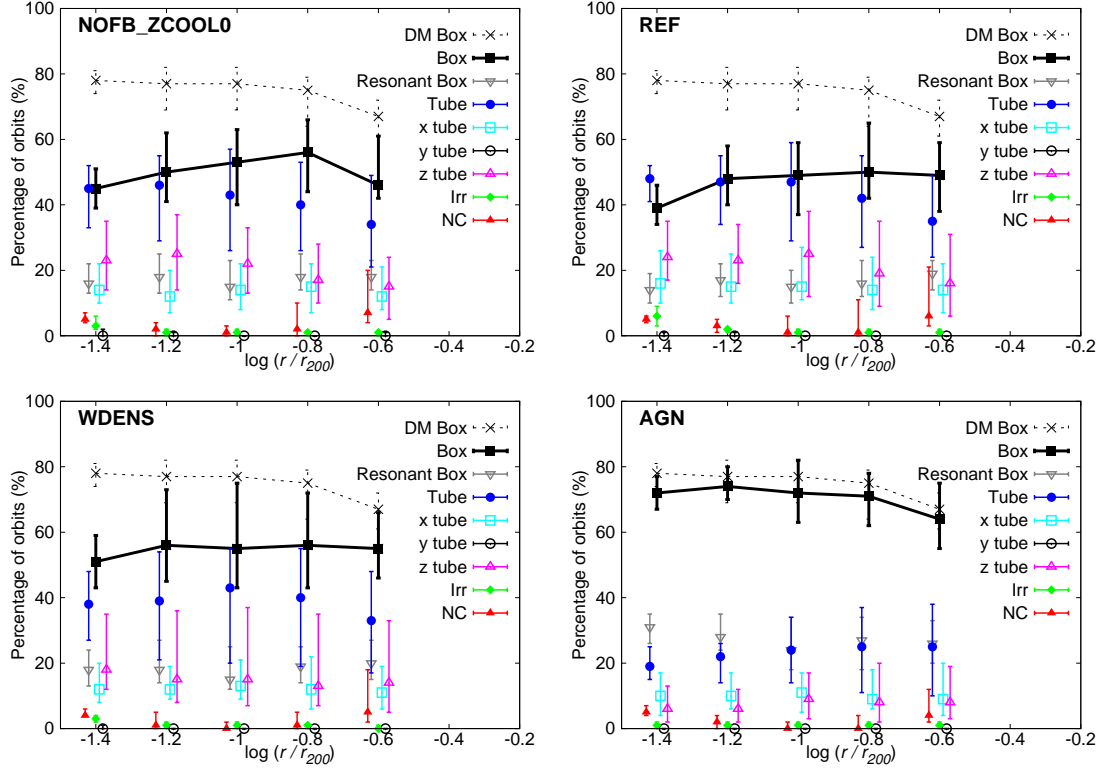 NOFB_ZCOOL0
Percentage of orbits (%)
100
80
60
40
20
0
-1.4 -1.2 -1 -0.8 -0.6 -0.4 -0.2
log (r / r200)
DM Box
Box
Resonant Box
Tube
x tube
y tube
z tube
Irr
NC
REF
Percentage of orbits (%)
100
80
60
40
20
0
-1.4 -1.2 -1 -0.8 -0.6 -0.4 -0.2
log (r / r200)
DM Box
Box
Resonant Box
Tube
x tube
y tube
z tube
Irr
NC
WDENS
Percentage of orbits (%)
100
80
60
40
20
0
-1.4 -1.2 -1 -0.8 -0.6 -0.4 -0.2
log (r / r200)
DM Box
Box
Resonant Box
Tube
x tube
y tube
z tube
Irr
NC
AGN
Percentage of orbits (%)
100
80
60
40
20
0
-1.4 -1.2 -1 -0.8 -0.6 -0.4 -0.2
log (r / r200)
DM Box
Box
Resonant Box
Tube
x tube
y tube
z tube
Irr
NC